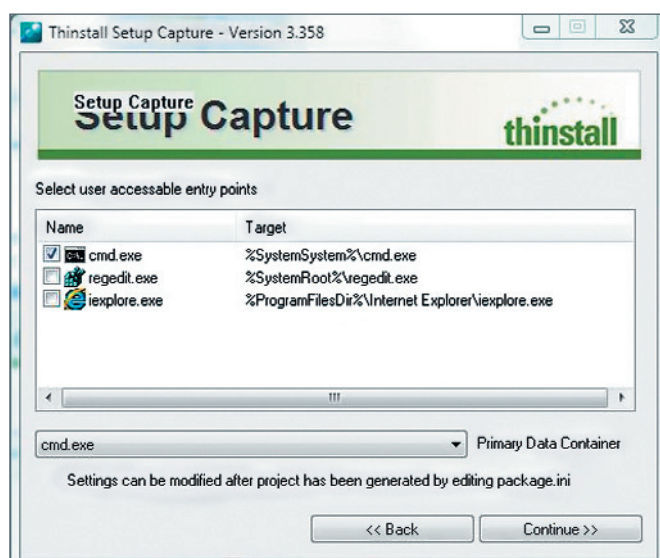 Thinstall Setup Capture - Version 3.358
Setup Capture
Setup Capture
thinstall
Select user accessable entry points
Name Target
cmd.exe %SystemSystem%\cmd.exe
regedit.exe %SystemRoot%\regedit.exe
iexplore.exe %ProgramFilesDir%\Internet Explorer\iexplore.exe
cmd.exe Primary Data Container
Settings can be modified after project has been generated by editing package.ini
<< Back Continue >>